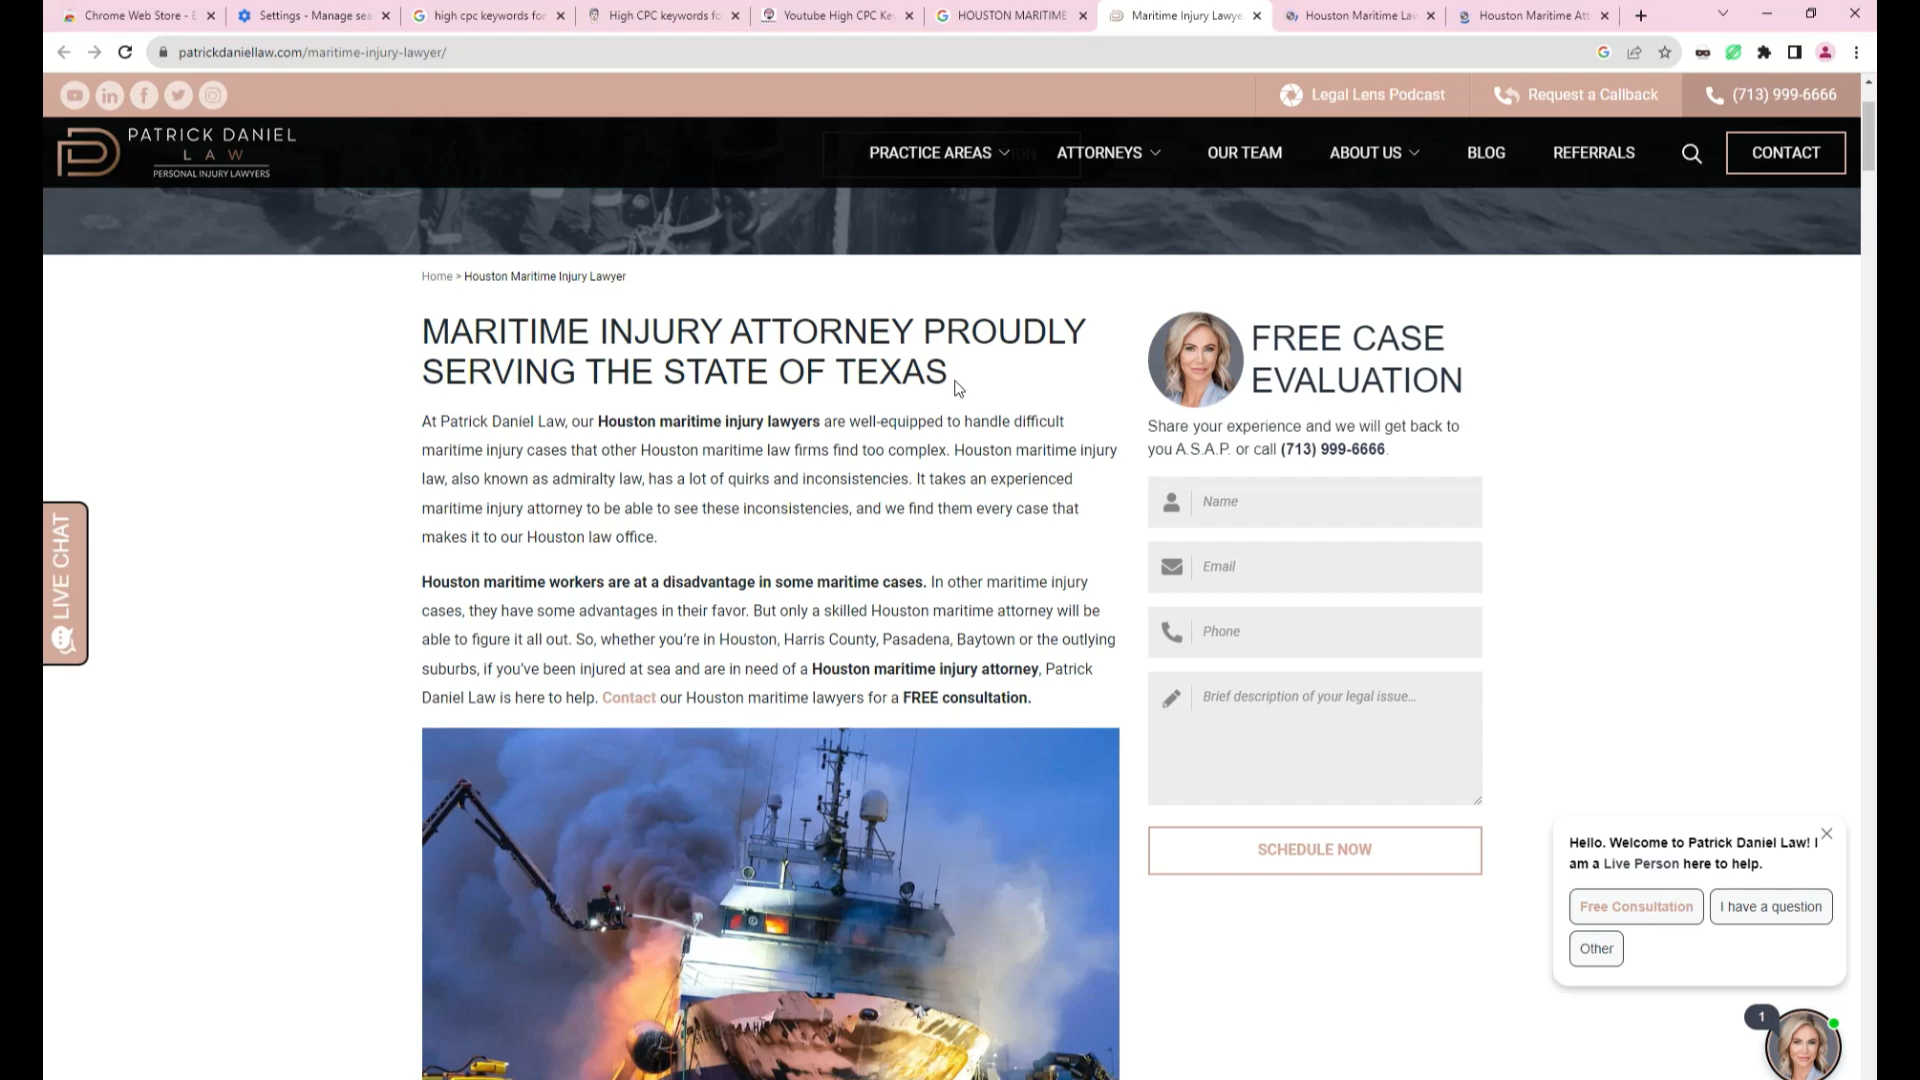 Chrome Web Store - E
Settings - Manage sea
high cpc keywords for
High CPC keywords fo
Youtube High CPC Ke
HOUSTON MARITIME
Maritime Injury Lawye
Houston Maritime La
Houston Maritime Att
patrickdaniellaw.com/maritime-injury-lawyer/
Legal Lens Podcast
Request a Callback
(713) 999-6666
PATRICK DANIEL
LAW
PERSONAL INJURY LAWYERS
PRACTICE AREAS
ATTORNEYS
OUR TEAM
ABOUT US
BLOG
REFERRALS
CONTACT
Home > Houston Maritime Injury Lawyer
MARITIME INJURY ATTORNEY PROUDLY
SERVING THE STATE OF TEXAS
At Patrick Daniel Law, our Houston maritime injury lawyers are well-equipped to handle difficult
maritime injury cases that other Houston maritime law firms find too complex. Houston maritime injury
law, also known as admiralty law, has a lot of quirks and inconsistencies. It takes an experienced
maritime injury attorney to be able to see these inconsistencies, and we find them every case that
makes it to our Houston law office.
Houston maritime workers are at a disadvantage in some maritime cases. In other maritime injury
cases, they have some advantages in their favor. But only a skilled Houston maritime attorney will be
able to figure it all out. So, whether you're in Houston, Harris County, Pasadena, Baytown or the outlying
suburbs, if you've been injured at sea and are in need of a Houston maritime injury attorney, Patrick
Daniel Law is here to help. Contact our Houston maritime lawyers for a FREE consultation.
FREE CASE
EVALUATION
Share your experience and we will get back to
you A.S.A.P. or call (713) 999-6666.
Name
Email
Phone
Brief description of your legal issue...
SCHEDULE NOW
LIVE CHAT
Hello. Welcome to Patrick Daniel Law! I
am a Live Person here to help.
Free Consultation
I have a question
Other
1